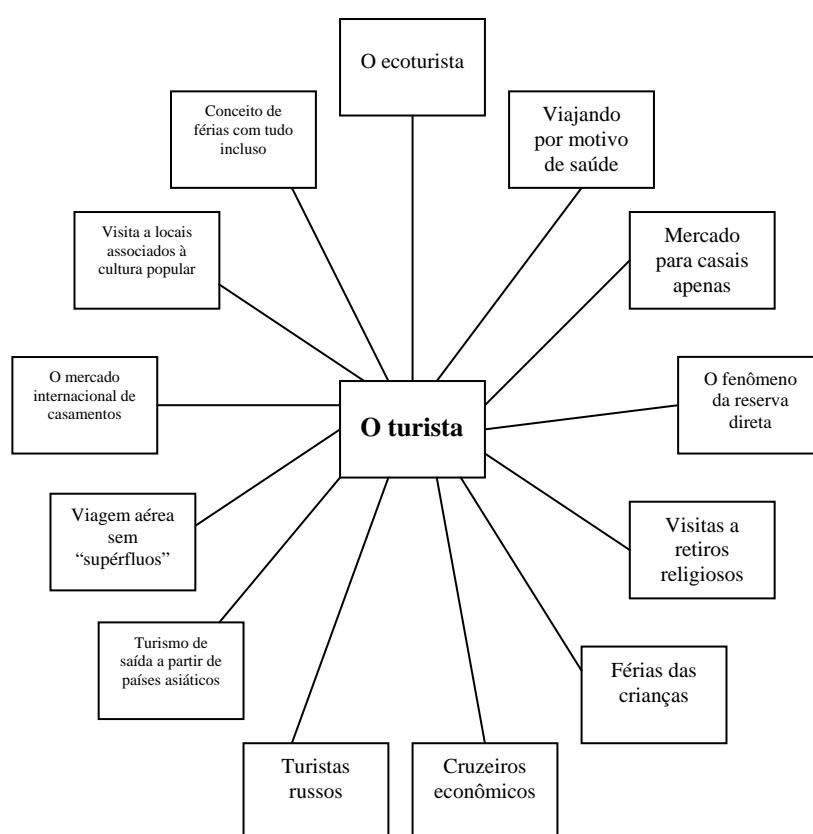 O ecoturista
Conceito de
férias com tudo
incluso
Viajando
por motivo
de saúde
Visita a locais
associados à
cultura popular
Mercado
para casais
apenas
O mercado
internacional de
casamentos
O turista
O fenômeno
da reserva
direta
Viagem aérea
sem
“supérfluos”
Visitas a
retiros
religiosos
Turismo de
saída a partir de
países asiáticos
Férias das
crianças
Turistas
russos
Cruzeiros
econômicos